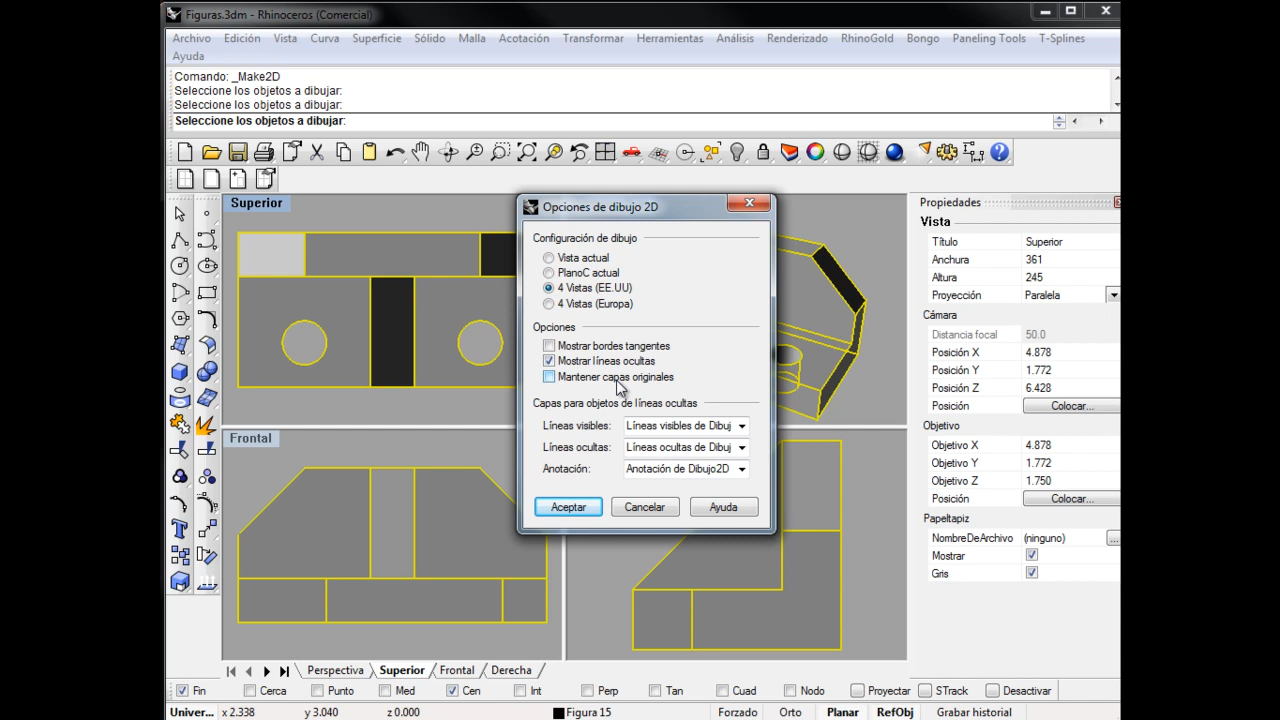 Figuras.3dm - Rhinoceros (Comercial)
Archivo Edición Vista Curva Superficie Sólido Malla Acotación Transformar Herramientas Análisis Renderizado RhinoGold Bongo Paneling Tools T-Splines
Ayuda
Comando: _Make2D
Seleccione los objetos a dibujar:
Seleccione los objetos a dibujar:
Seleccione los objetos a dibujar:
Superior
Frontal
Opciones de dibujo 2D
Configuración de dibujo
Vista actual
PlanoC actual
4 Vistas (EE.UU)
4 Vistas (Europa)
Opciones
Mostrar bordes tangentes
Mostrar líneas ocultas
Mantener capas originales
Capas para objetos de líneas ocultas
Líneas visibles: Líneas visibles de Dibuj
Líneas ocultas: Líneas ocultas de Dibuj
Anotación: Anotación de Dibujo2D
Aceptar Cancelar Ayuda
Propiedades
Vista
Título Superior
Anchura 361
Altura 245
Proyección Paralela
Cámara
Distancia focal 50.0
Posición X 4.878
Posición Y 1.772
Posición Z 6.428
Posición Colocar...
Objetivo
Objetivo X 4.878
Objetivo Y 1.772
Objetivo Z 1.750
Posición Colocar...
Papeltapiz
NombreDeArchivo (ninguno) ...
Mostrar
Gris
Perspectiva Superior Frontal Derecha
Fin Cerca Punto Med Cen Int Perp Tan Cuad Nodo Proyectar STrack Desactivar
Univer... x 2.338 y 3.040 z 0.000 Figura 15 Forzado Orto Planar RefObj Grabar historial